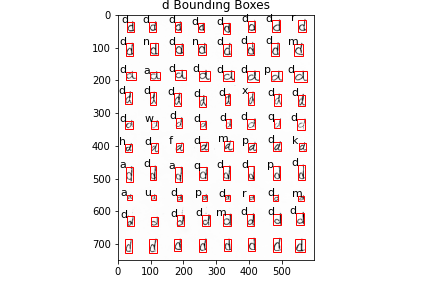 d Bounding Boxes
0
d d d d d d d r
100
d n d n d d d m
200
d a d d d d p d
d d d d d x d d
300
d w d d d d q d
400
h d f d m p d k
500
a d a q d d p d
a u d p d r d m
600
d d d m d d d
700
0 100 200 300 400 500